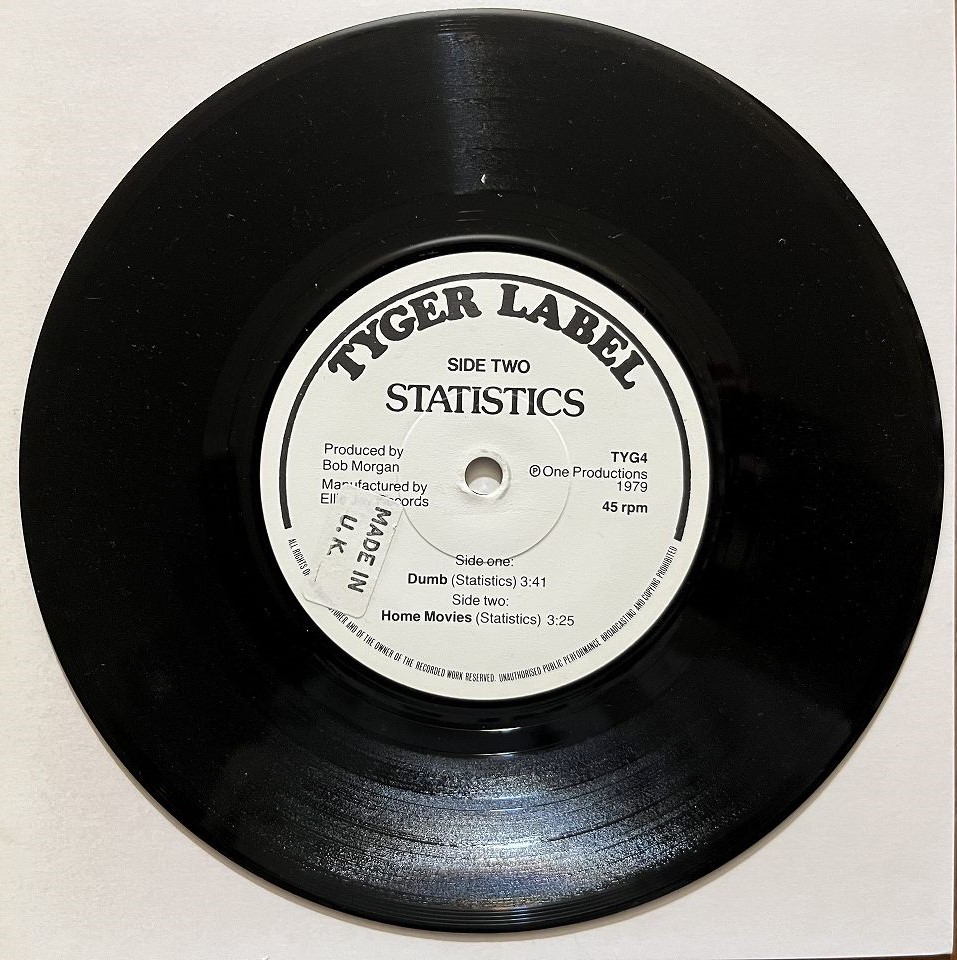 TYGER LABEL
SIDE TWO
STATISTICS
Produced by
Bob Morgan
Manufactured by
TYG4
℗ One Productions
1979
45 rpm
MADE IN
U.K.
Side one:
Dumb (Statistics) 3:41
Side two:
Home Movies (Statistics) 3:25
ALL RIGHTS AND OF THE OWNER OF THE RECORDED WORK RESERVED. UNAUTHORISED PUBLIC PERFORMANCE BROADCASTING AND COPYING PROHIBITED